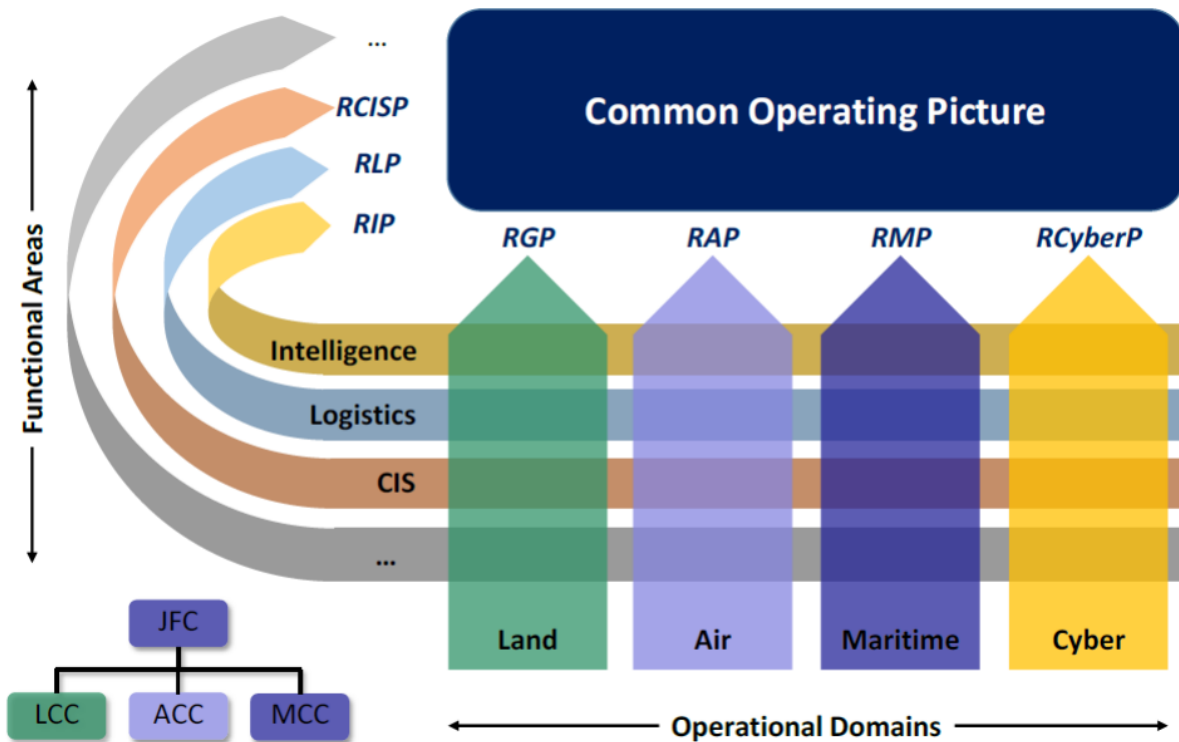 ...
RCISP
RLP
RIP
Common Operating Picture
RGP
RAP
RMP
RCyberP
Functional Areas
Intelligence
Logistics
CIS
...
Land
Air
Maritime
Cyber
JFC
LCC
ACC
MCC
Operational Domains